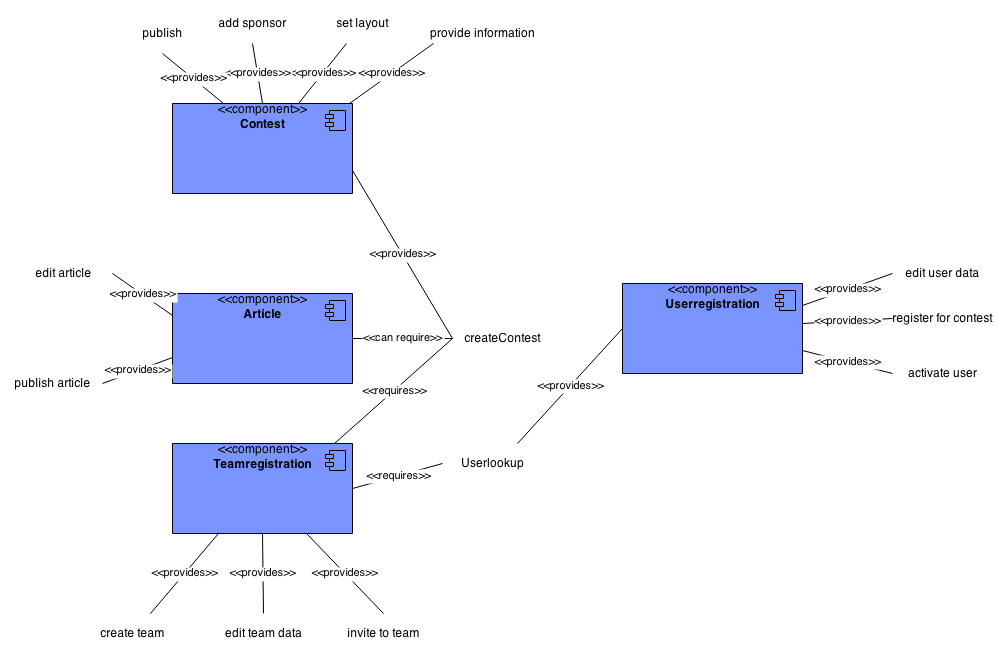 add sponsor
set layout
publish
provide information
<<provides>>
<<provides>>
<<provides>>
<<provides>>
<<component>>
Contest
<<provides>>
edit article
<<provides>>
<<component>>
Article
<<can require>>
createContest
publish article
<<provides>>
<<requires>>
<<component>>
Userregistration
edit user data
<<provides>>
register for contest
<<provides>>
<<provides>>
activate user
<<provides>>
<<component>>
Teamregistration
Userlookup
<<requires>>
<<provides>>
<<provides>>
<<provides>>
create team
edit team data
invite to team